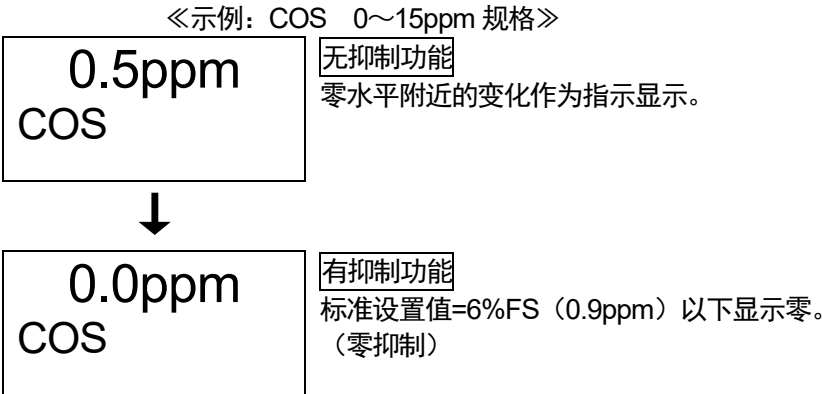 ≪示例：COS　0～15ppm 规格≫
0.5ppm
COS
无抑制功能
零水平附近的变化作为指示显示。
0.0ppm
COS
有抑制功能
标准设置值=6%FS（0.9ppm）以下显示零。
（零抑制）